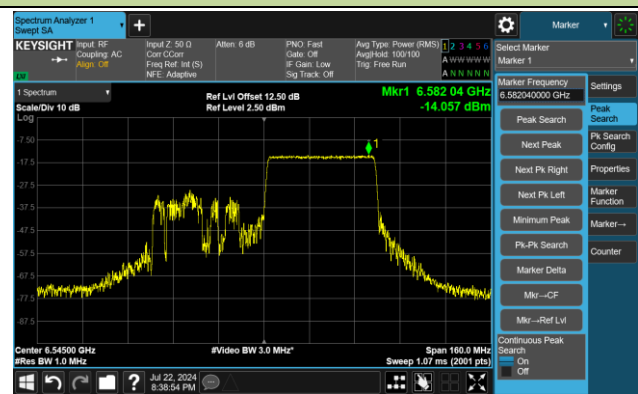 Spectrum Analyzer 1
Swept SA
Marker
KEYSIGHT
Input: RF
Coupling: AC
Align: Off
Input Z: 50 Ω
Corr CCorr
Freq Ref: Int (S)
NFE: Adaptive
Atten: 6 dB
PNO: Fast
Gate: Off
IF Gain: Low
Sig Track: Off
Avg Type: Power (RMS)
Avg|Hold: 100/100
Trig: Free Run
1 2 3 4 5 6
A W W W W W
A N N N N N
LVI
Select Marker
Marker 1
1 Spectrum
Scale/Div 10 dB
Log
Ref Lvl Offset 12.50 dB
Ref Level 2.50 dBm
Mkr1 6.582 04 GHz
-14.057 dBm
1
-7.50
-17.5
-27.5
-37.5
-47.5
-57.5
-67.5
-77.5
-87.5
Center 6.54500 GHz
#Res BW 1.0 MHz
#Video BW 3.0 MHz*
Span 160.0 MHz
Sweep 1.07 ms (2001 pts)
Marker Frequency
6.582040000 GHz
Peak Search
Next Peak
Next Pk Right
Next Pk Left
Minimum Peak
Pk-Pk Search
Marker Delta
Mkr→CF
Mkr→Ref Lvl
Continuous Peak
Search
On
Off
Settings
Peak
Search
Pk Search
Config
Properties
Marker
Function
Marker→
Counter
?
Jul 22, 2024
8:38:54 PM